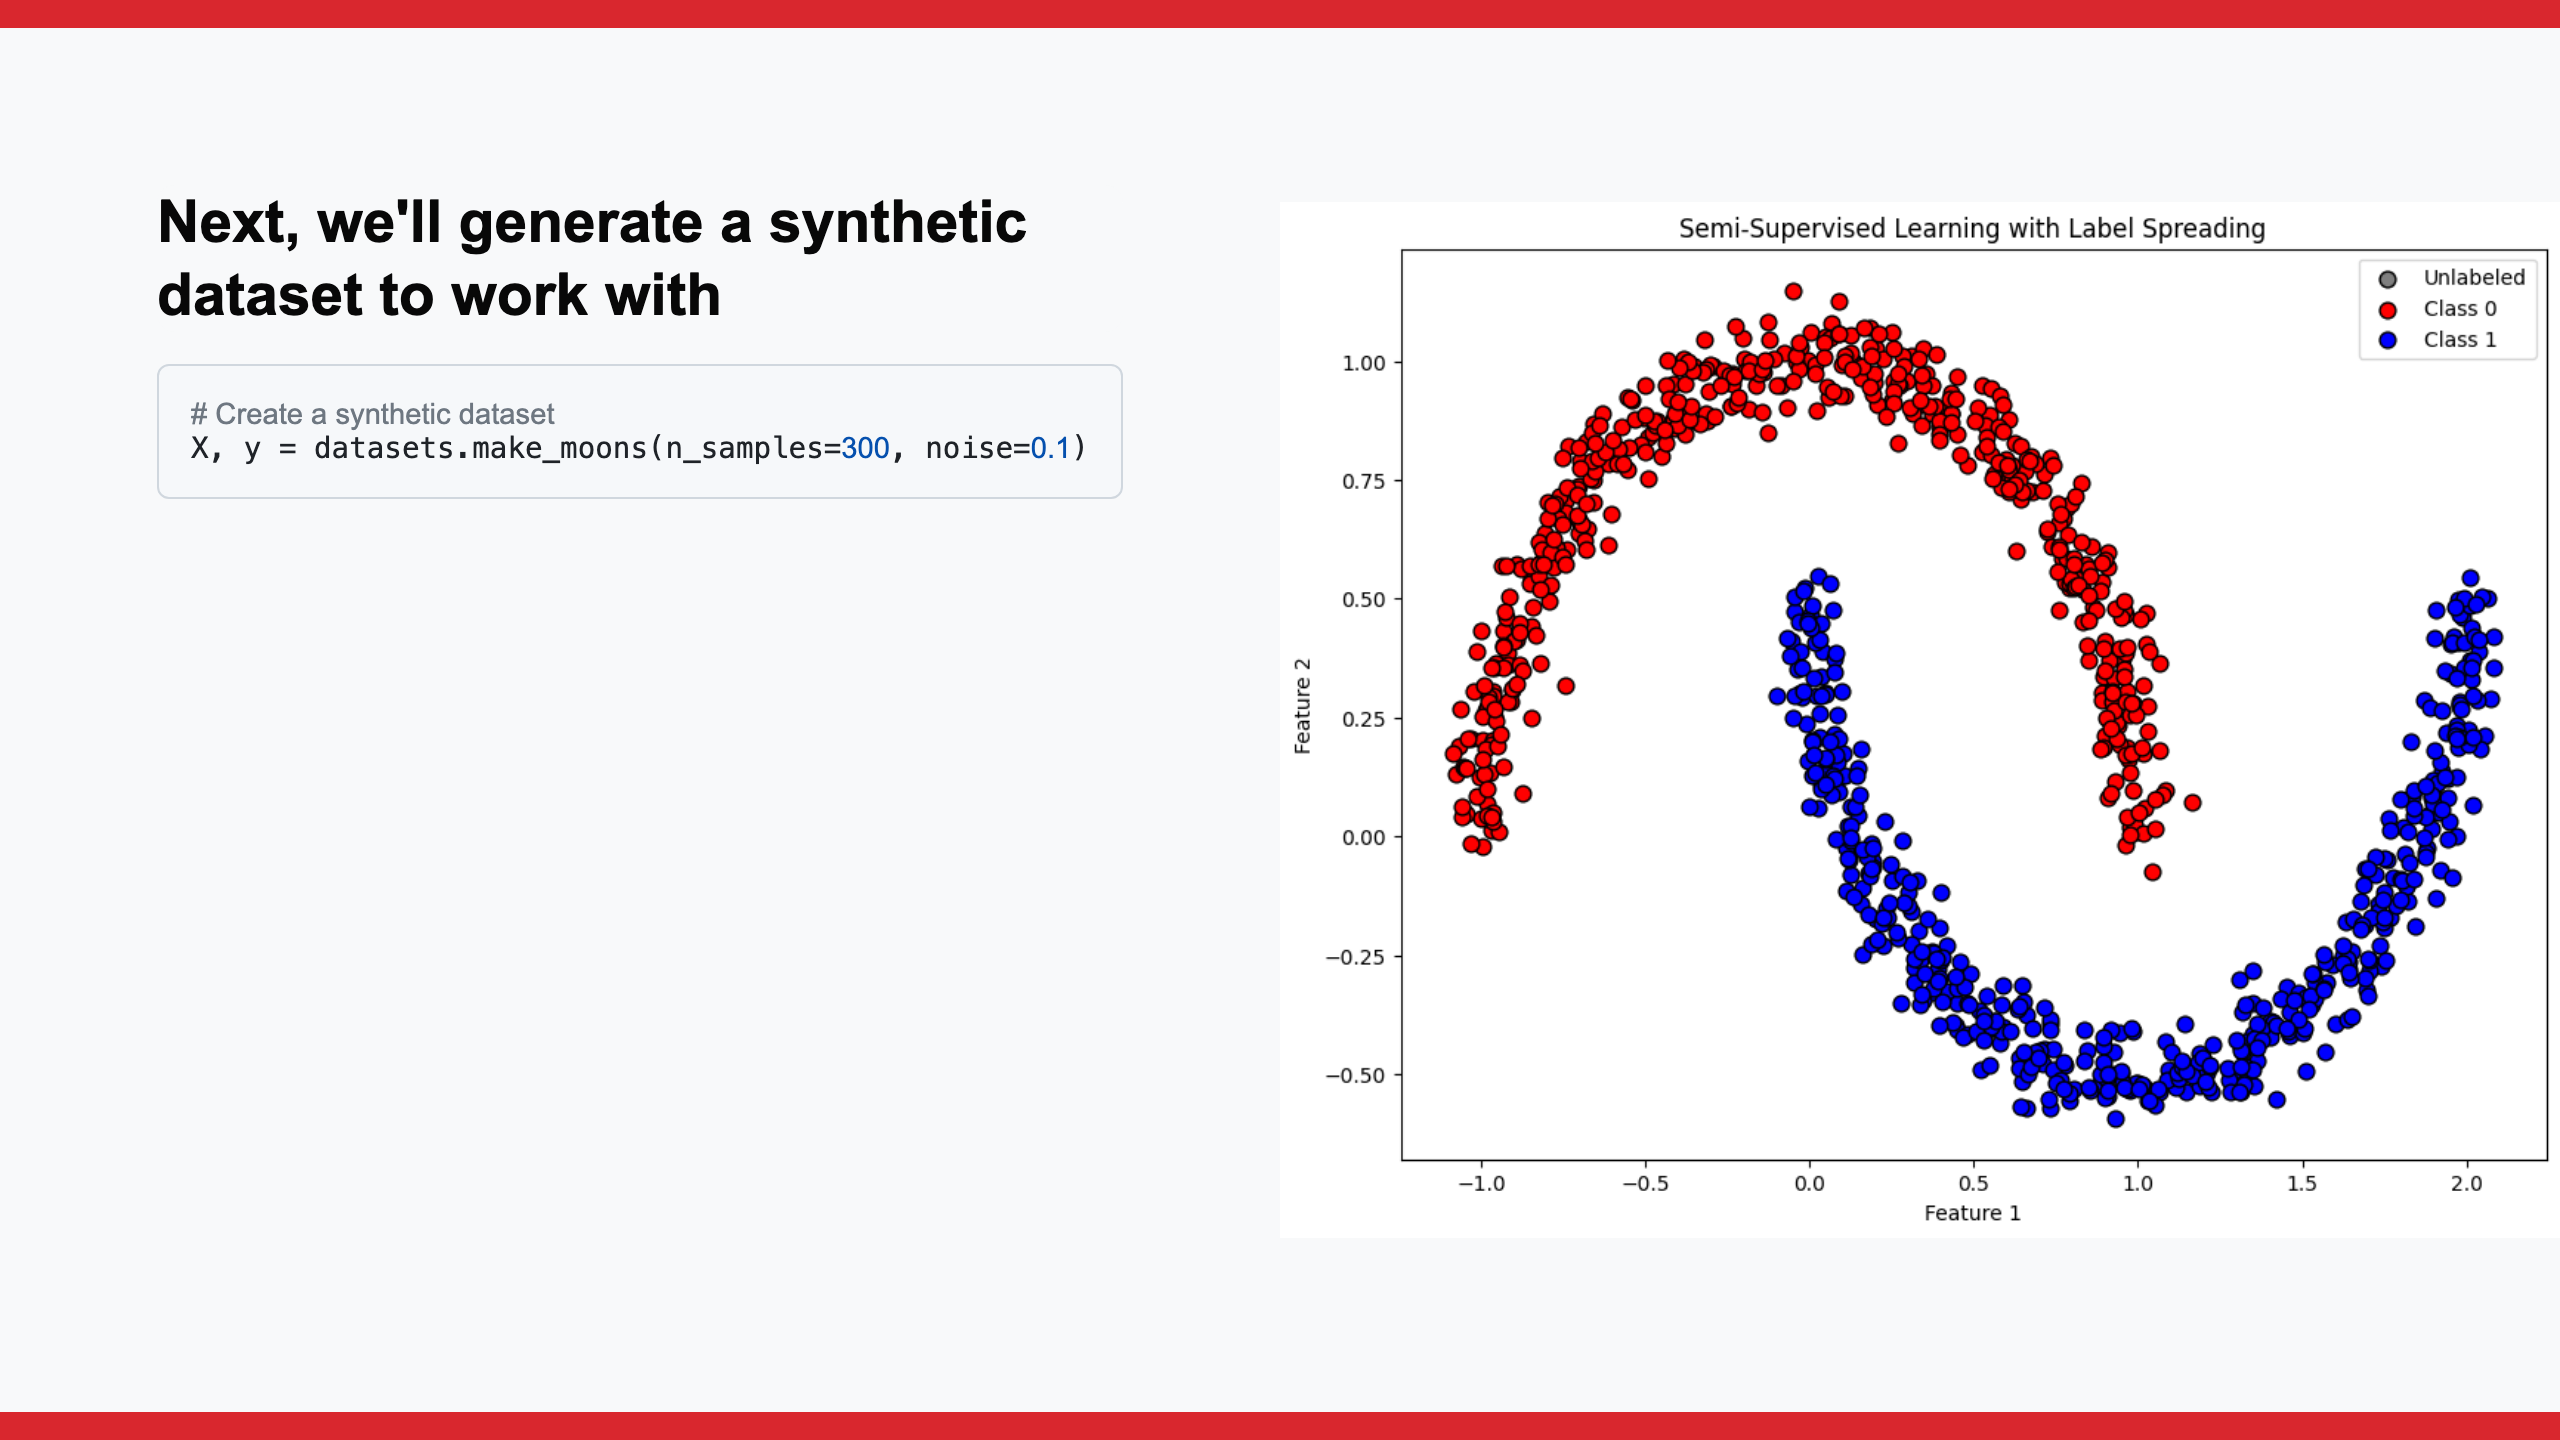 Next, we'll generate a synthetic
dataset to work with
# Create a synthetic dataset
X, y = datasets.make_moons(n_samples=300, noise=0.1)
Semi-Supervised Learning with Label Spreading
Unlabeled
Class 0
Class 1
1.00
0.75
0.50
0.25
0.00
−0.25
−0.50
Feature 2
−1.0 −0.5 0.0 0.5 1.0 1.5 2.0
Feature 1